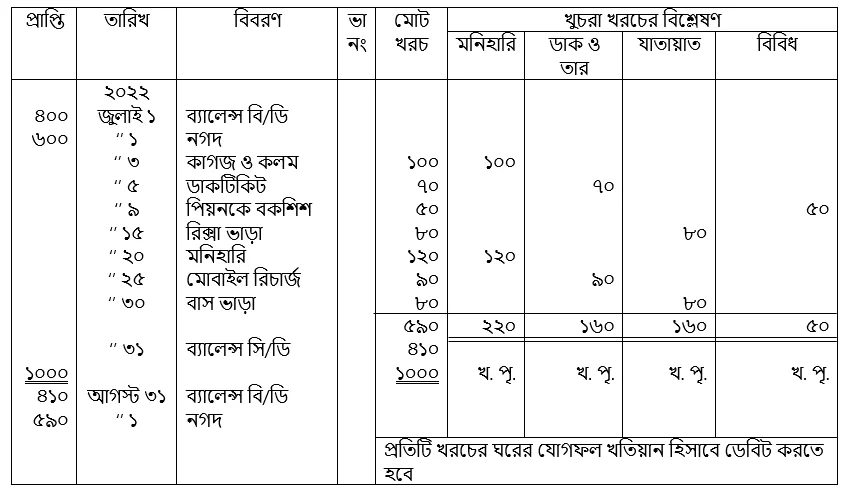 প্রাপ্তি তারিখ বিবরণ ভা নং মোট খরচ খুচরা খরচের বিশ্লেষণ
মনিহারি ডাক ও তার যাতায়াত বিবিধ
২০২২
৪০০ জুলাই ১ ব্যালেন্স বি/ডি
৬০০ ″ ১ নগদ
″ ৩ কাগজ ও কলম ১০০ ১০০
″ ৫ ডাকটিকিট ৭০ ৭০
″ ৯ পিয়নকে বকশিশ ৫০ ৫০
″ ১৫ রিক্সা ভাড়া ৮০ ৮০
″ ২০ মনিহারি ১২০ ১২০
″ ২৫ মোবাইল রিচার্জ ৯০ ৯০
″ ৩০ বাস ভাড়া ৮০ ৮০
৫৯০ ২২০ ১৬০ ১৬০ ৫০
″ ৩১ ব্যালেন্স সি/ডি ৪১০
১০০০ ১০০০ খ. পৃ. খ. পৃ. খ. পৃ. খ. পৃ.
৪১০ আগস্ট ৩১ ব্যালেন্স বি/ডি
৫৯০ ″ ১ নগদ
প্রতিটি খরচের ঘরের যোগফল খতিয়ান হিসাবে ডেবিট করতে
হবে